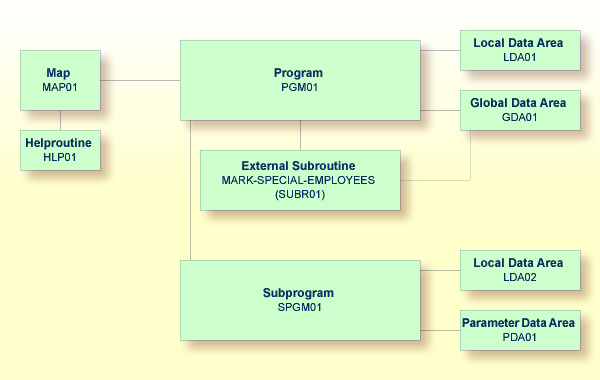 Map
MAP01
Helproutine
HLP01
Program
PGM01
Local Data Area
LDA01
Global Data Area
GDA01
External Subroutine
MARK-SPECIAL-EMPLOYEES
(SUBR01)
Subprogram
SPGM01
Local Data Area
LDA02
Parameter Data Area
PDA01